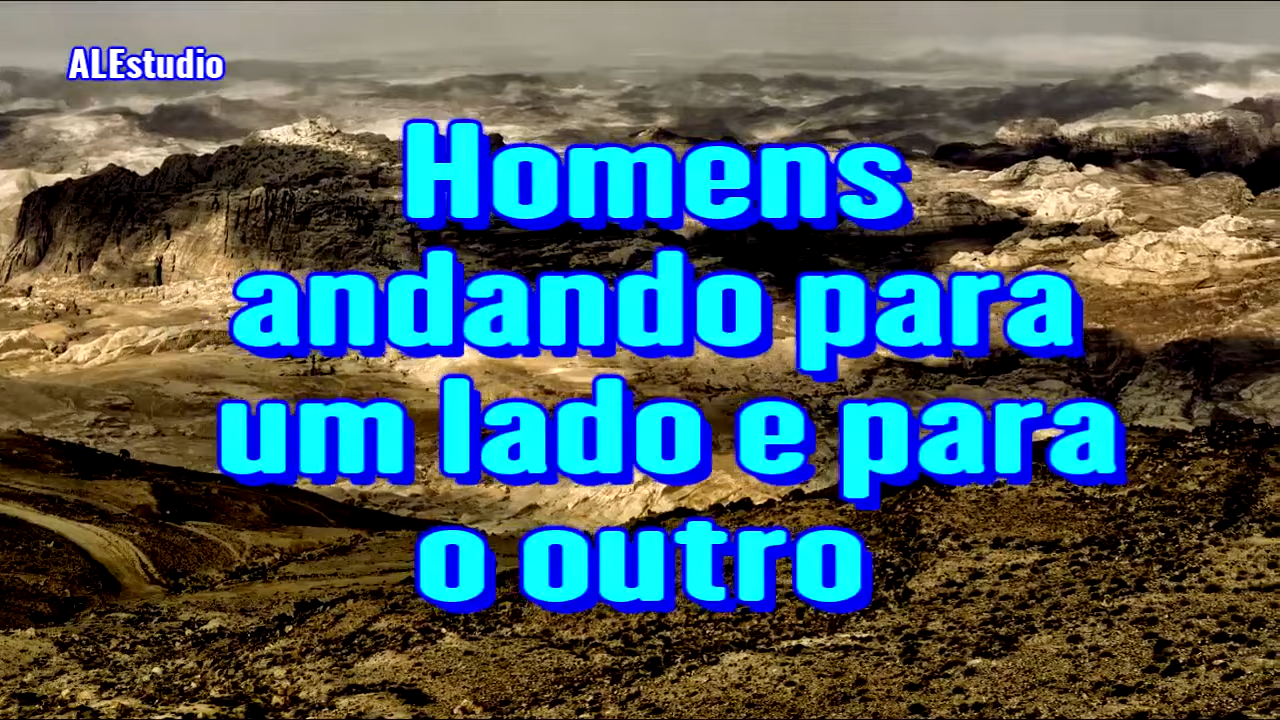 ALEstudio
Homens
andando para
um lado e para
o outro